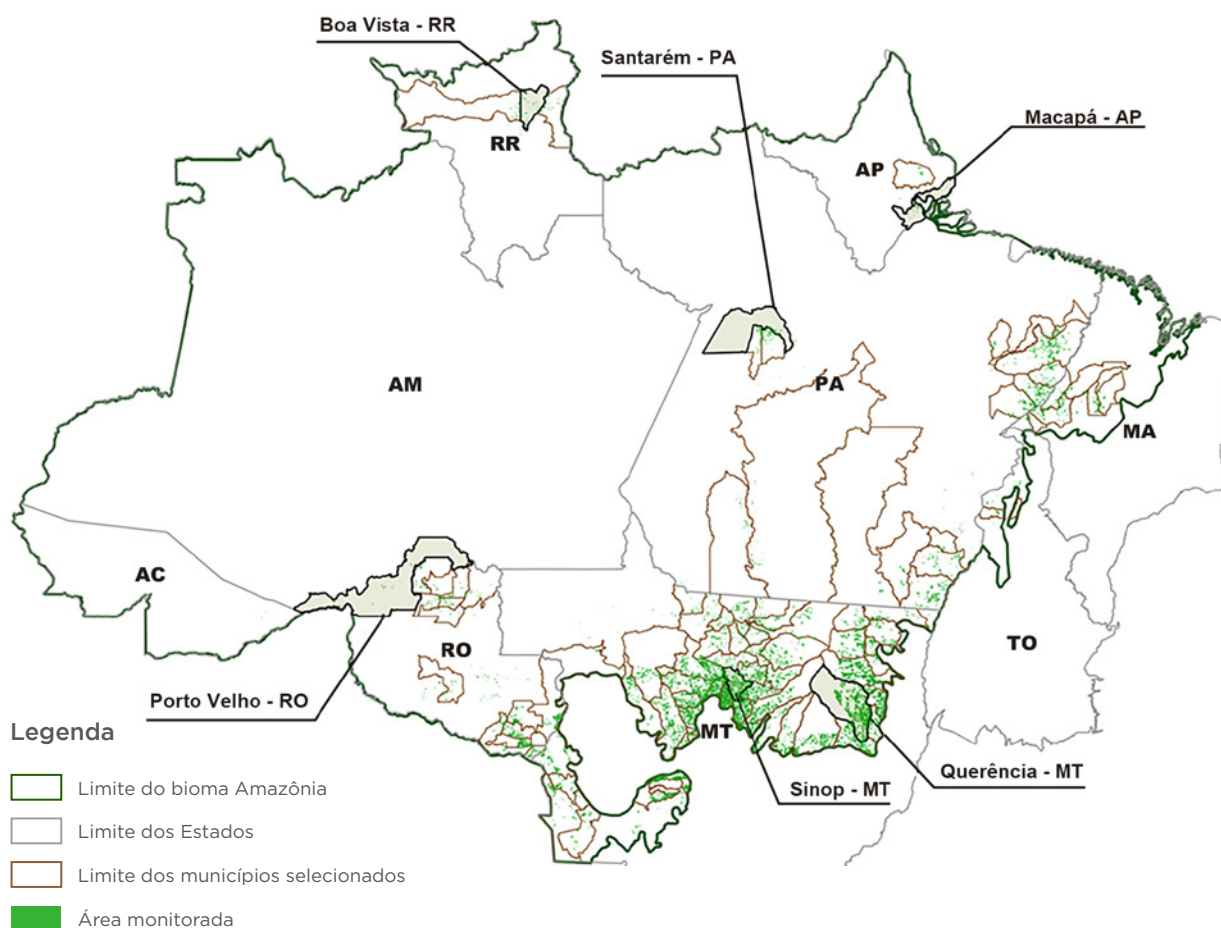 Boa Vista - RR
Santarém - PA
Macapá - AP
RR
AP
AM
PA
MA
AC
RO
TO
Porto Velho - RO
MT
Querência - MT
Sinop - MT
Legenda
Limite do bioma Amazônia
Limite dos Estados
Limite dos municípios selecionados
Área monitorada